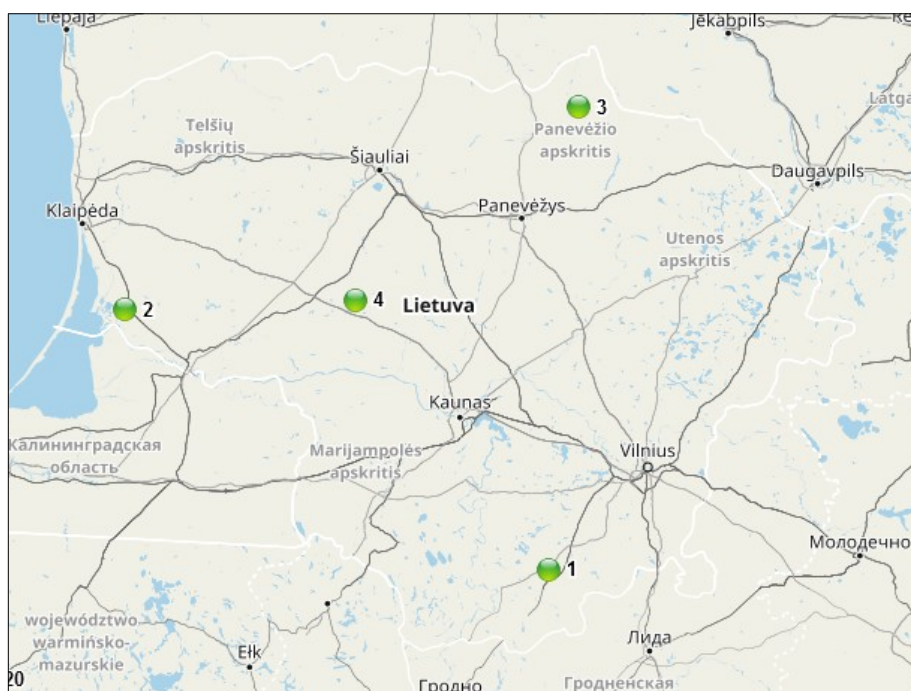 Liepāja
Jēkabpils
Re
3
Telšių
apskritis
Panevėžio
apskritis
Latga
Šiauliai
Daugavpils
Klaipėda
Panevėžys
Utenos
apskritis
2
4
Lietuva
Kaunas
Калининградская
область
Marijampolės
apskritis
Vilnius
Молодечно
1
województwo
warmińsko-
mazurskie
Ełk
Лида
20
Гродно
Гродненская